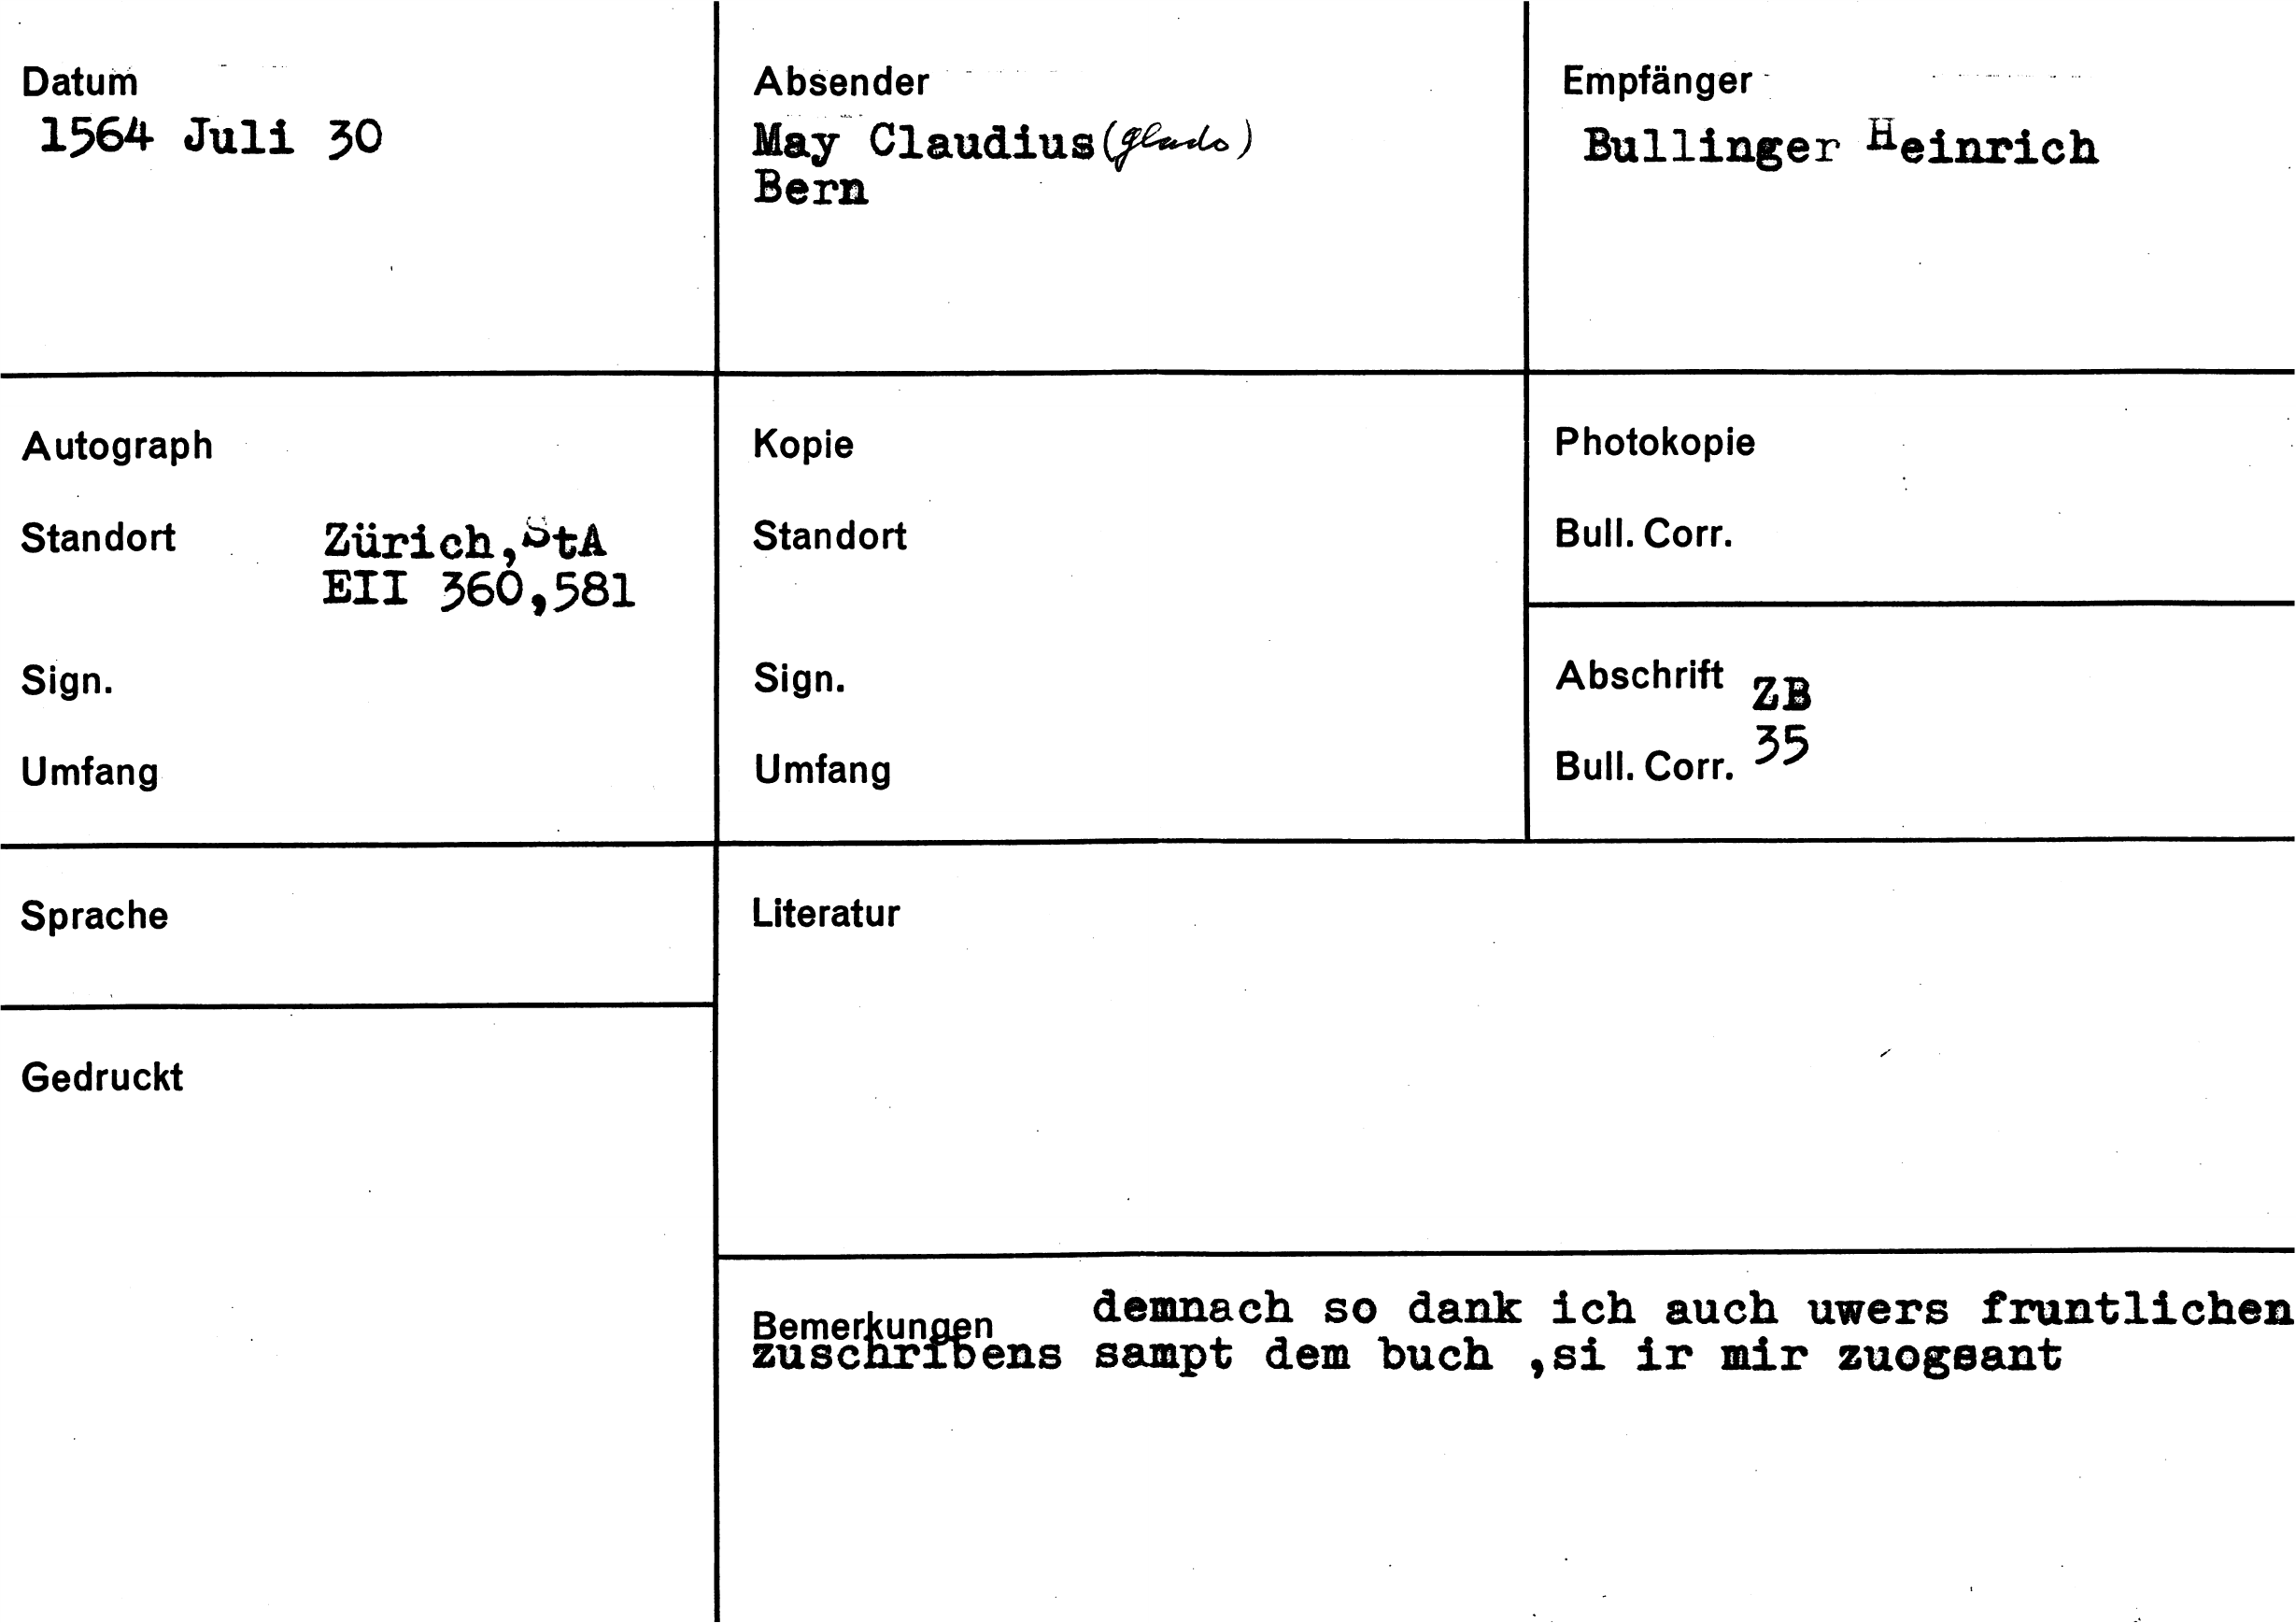 Datum
1564 Juli 30
Absender
May Claudius (glado)
Bern
Empfänger
Bullinger Heinrich
Autograph
Standort Zürich, StA
EII 360,581
Sign.
Umfang
Kopie
Standort
Sign.
Umfang
Photokopie
Bull. Corr.
Abschrift ZB
Bull. Corr. 35
Sprache
Gedruckt
Literatur
Bemerkungen demnach so dank ich auch uwers fruntlichen
zuschribens sampt dem buch ,si ir mir zuogsant